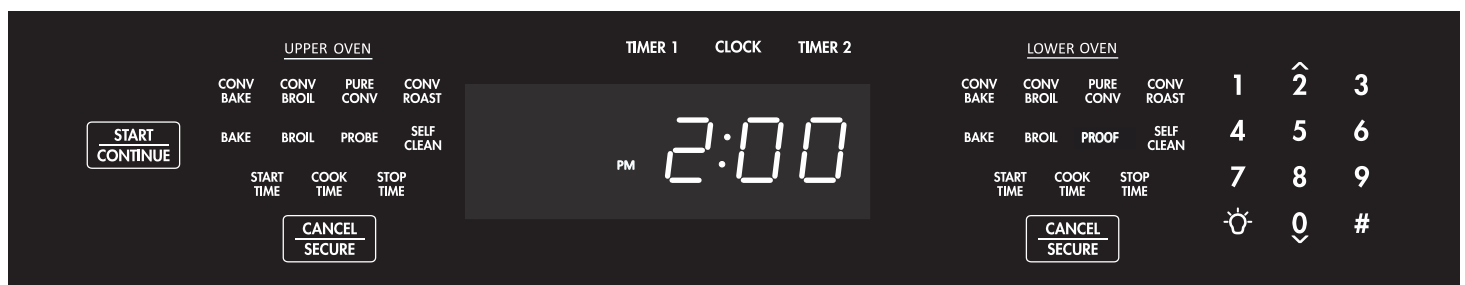 UPPER OVEN
TIMER 1 CLOCK TIMER 2
LOWER OVEN
CONV BAKE
CONV BROIL
PURE CONV
CONV ROAST
BAKE
BROIL
PROBE
SELF CLEAN
START TIME
COOK TIME
STOP TIME
START
CONTINUE
CANCEL
SECURE
PM 2:00
CONV BAKE
CONV BROIL
PURE CONV
CONV ROAST
BAKE
BROIL
PROOF
SELF CLEAN
START TIME
COOK TIME
STOP TIME
CANCEL
SECURE
1 2 3
4 5 6
7 8 9
0 #